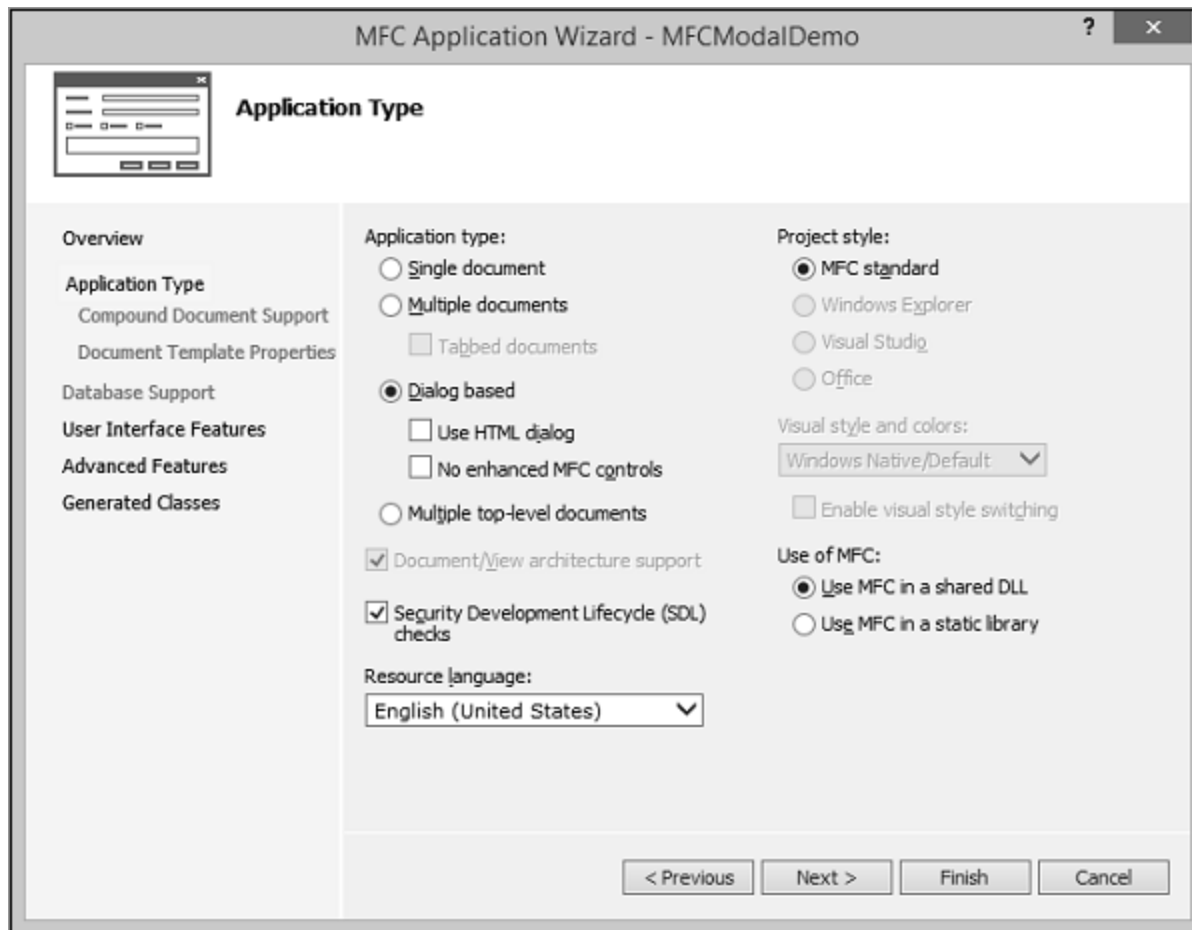 MFC Application Wizard - MFCModalDemo
?
Application Type
Overview
Application Type
Compound Document Support
Document Template Properties
Database Support
User Interface Features
Advanced Features
Generated Classes
Application type:
Single document
Multiple documents
Tabbed documents
Dialog based
Use HTML dialog
No enhanced MFC controls
Multiple top-level documents
Document/View architecture support
Security Development Lifecycle (SDL)
checks
Resource language:
English (United States)
Project style:
MFC standard
Windows Explorer
Visual Studio
Office
Visual style and colors:
Windows Native/Default
Enable visual style switching
Use of MFC:
Use MFC in a shared DLL
Use MFC in a static library
< Previous
Next >
Finish
Cancel